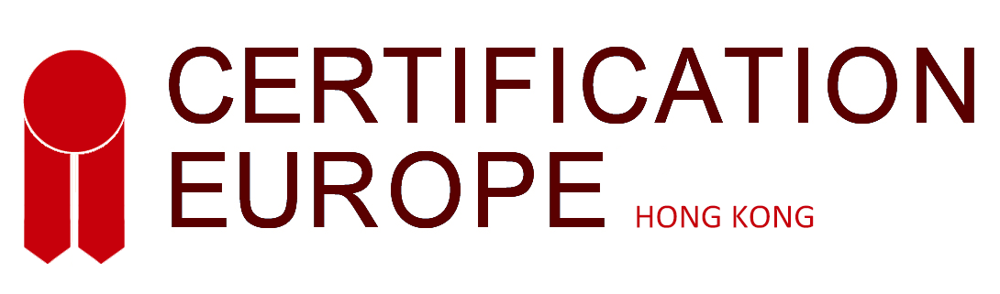 CERTIFICATION
EUROPE HONG KONG